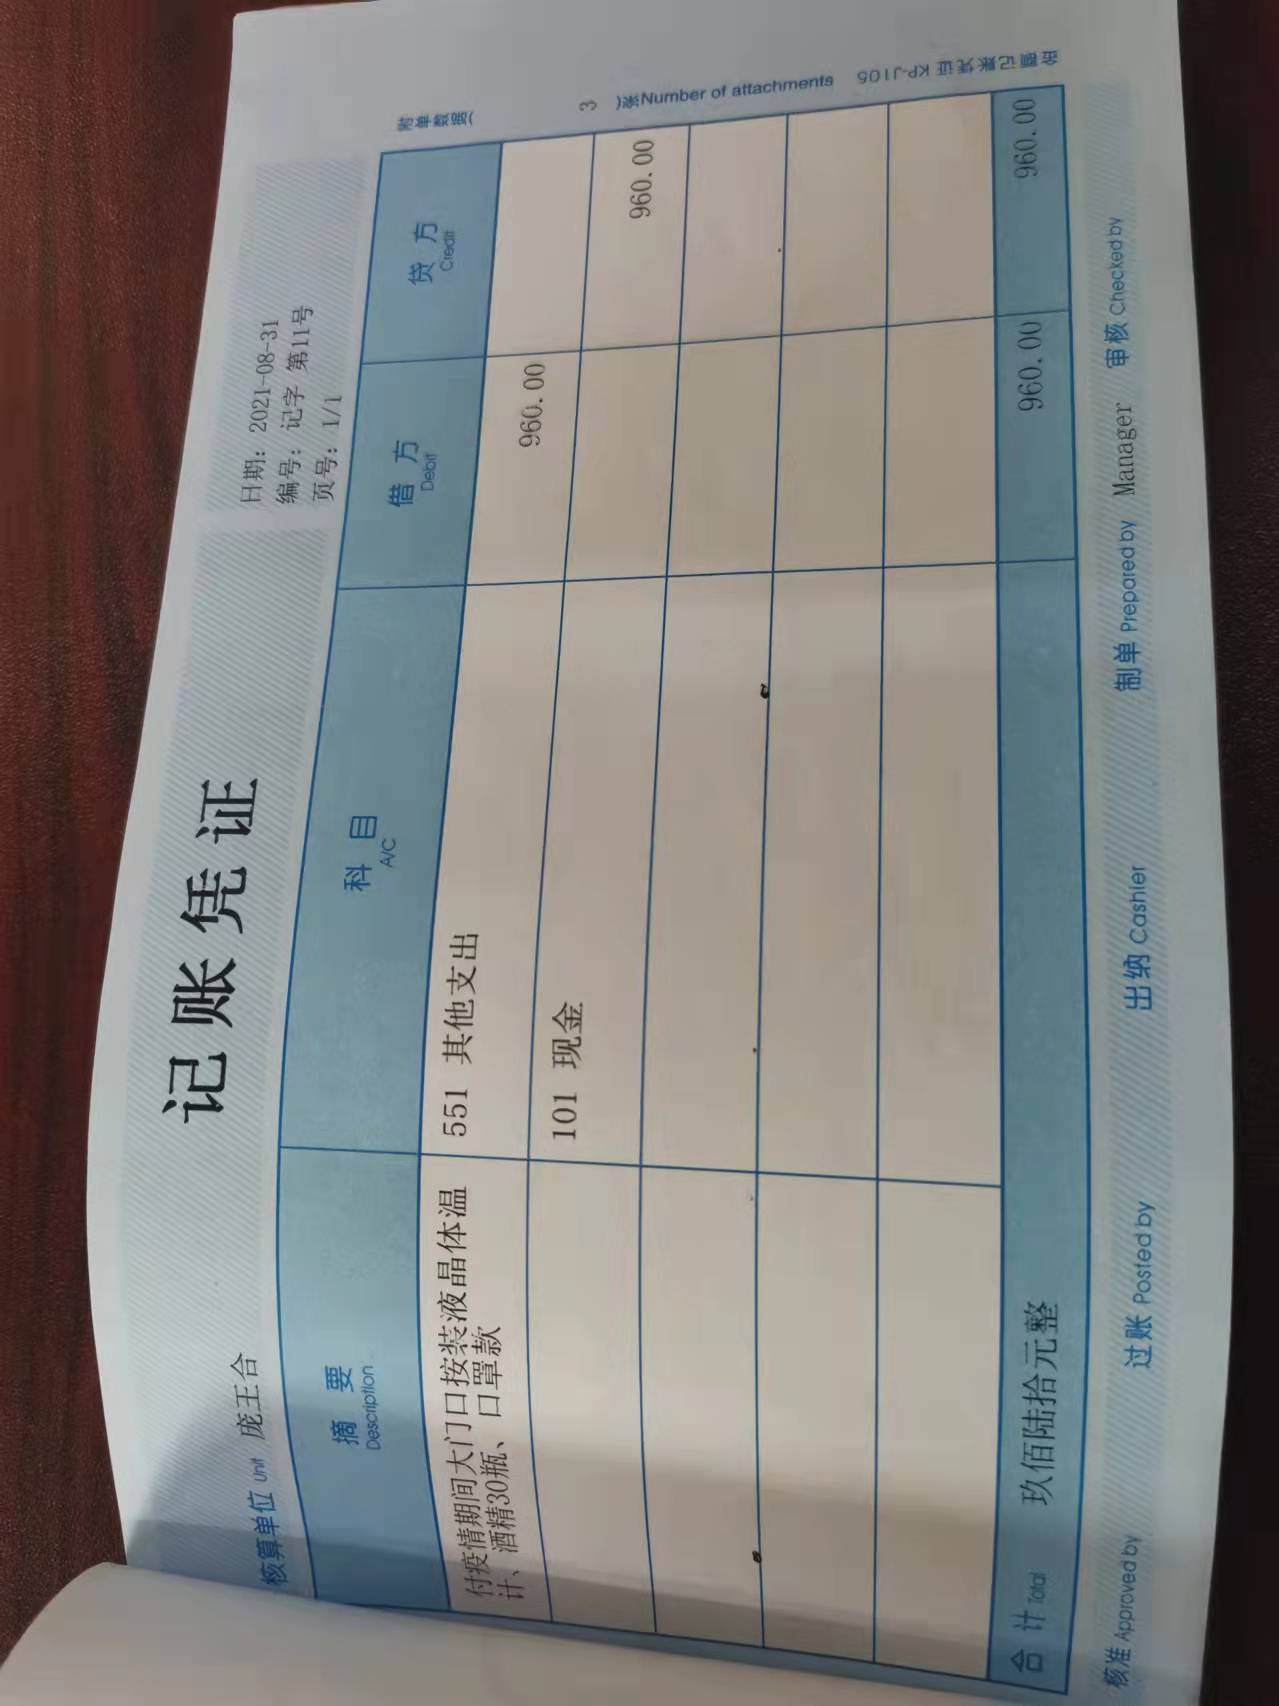 记账凭证
日期: 2021-08-31
编号: 记字 第11号
核算单位 Unit 庞王合
页号: 1/1
附单数据( 3 )张Number of attachments
摘 要 科 目 借 方 贷 方
Description A/C Debit Credit
付疫情期间大门口按装液晶体温 551 其他支出 960.00
计、酒精30瓶、口罩款
101 现金 960.00
合 计 Total 玖佰陆拾元整 960.00 960.00
核准 Approved by 过账 Posted by 出纳 Cashier 制单 Prepared by Manager 审核 Checked by
记账凭证 KP-J105